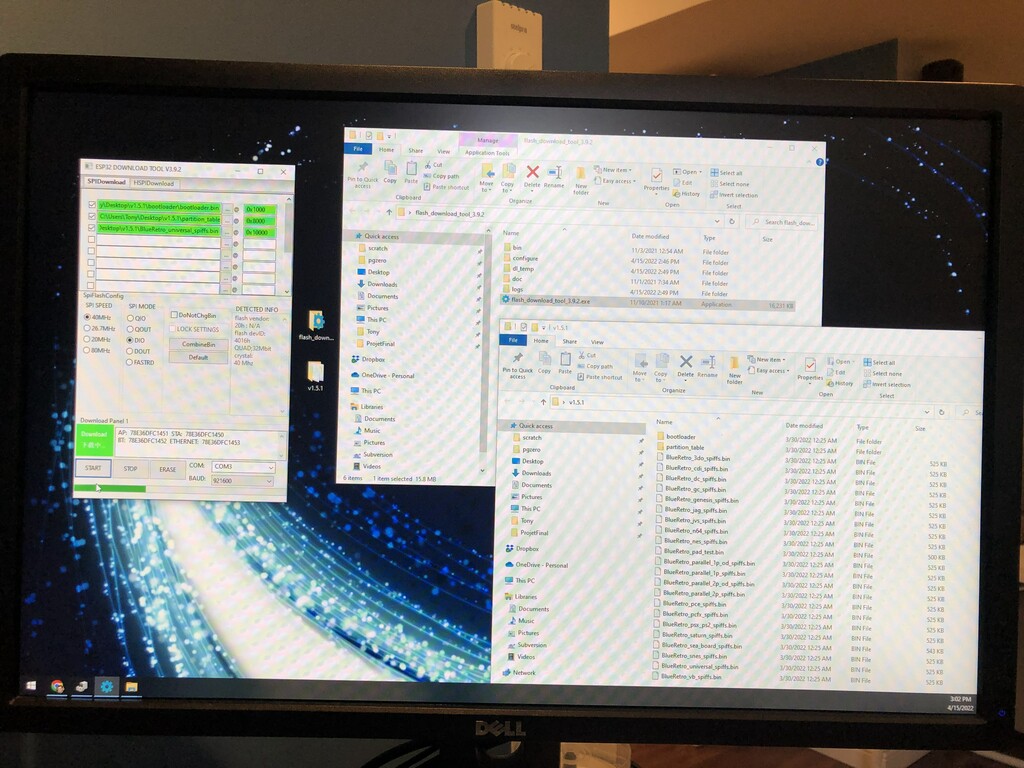 ESP32 DOWNLOAD TOOL V3.9.2
SPIDownload HSPIDownload
y\Desktop\v1.5.1\bootloader\bootloader.bin ... @ 0x1000
C:\Users\Tony\Desktop\v1.5.1\partition_table ... @ 0x8000
Desktop\v1.5.1\BlueRetro_universal_spiffs.bin ... @ 0x10000
SpiFlashConfig
SPI SPEED
40MHz
26.7MHz
20MHz
80MHz
SPI MODE
QIO
QOUT
DIO
DOUT
FASTRD
DoNotChgBin
LOCK SETTINGS
CombineBin
Default
DETECTED INFO
flash vendor:
20h : N/A
flash devID:
4016h
QUAD;32Mbit
crystal:
40 Mhz
Download Panel 1
Download
AP: 78E36DFC1451 STA: 78E36DFC1450
BT: 78E36DFC1452 ETHERNET: 78E36DFC1453
START STOP ERASE
COM: COM3
BAUD: 921600
flash_down...
v1.5.1
Manage flash_download_tool_3.9.2
File Home Share View Application Tools
Pin to Quick access
Copy
Paste
Cut
Copy path
Paste shortcut
Clipboard
Move to
Copy to
Delete
Rename
Organize
New folder
New item
Easy access
New
Properties
Open
Edit
History
Open
Select all
Select none
Invert selection
Select
flash_download_tool_3.9.2
Search flash_dow...
Quick access
scratch
pgzero
Desktop
Downloads
Documents
Pictures
This PC
Tony
ProjetFinal
Dropbox
OneDrive - Personal
This PC
Libraries
Documents
Music
Pictures
Subversion
Videos
Name Date modified Type Size
bin 11/3/2021 12:54 AM File folder
configure 4/15/2022 2:46 PM File folder
dl_temp 4/15/2022 2:49 PM File folder
doc 11/1/2021 7:34 AM File folder
logs 4/15/2022 2:49 PM File folder
flash_download_tool_3.9.2.exe 11/10/2021 1:17 AM Application 16,231 KB
6 items 1 item selected 15.8 MB
v1.5.1
File Home Share View
Pin to Quick access
Copy
Paste
Cut
Copy path
Paste shortcut
Clipboard
Move to
Copy to
Delete
Rename
Organize
New folder
New item
Easy access
New
Properties
Open
Edit
History
Open
Select all
Select none
Invert selection
Select
v1.5.1
Quick access
scratch
pgzero
Desktop
Downloads
Documents
Pictures
This PC
Tony
ProjetFinal
Dropbox
OneDrive - Personal
This PC
Libraries
Documents
Music
Pictures
Subversion
Videos
Network
Name Date modified Type Size
bootloader 3/30/2022 12:25 AM File folder
partition_table 3/30/2022 12:25 AM File folder
BlueRetro_3do_spiffs.bin 3/30/2022 12:25 AM BIN File 525 KB
BlueRetro_cdi_spiffs.bin 3/30/2022 12:25 AM BIN File 525 KB
BlueRetro_dc_spiffs.bin 3/30/2022 12:25 AM BIN File 525 KB
BlueRetro_gc_spiffs.bin 3/30/2022 12:25 AM BIN File 525 KB
BlueRetro_genesis_spiffs.bin 3/30/2022 12:25 AM BIN File 525 KB
BlueRetro_jag_spiffs.bin 3/30/2022 12:25 AM BIN File 525 KB
BlueRetro_jvs_spiffs.bin 3/30/2022 12:25 AM BIN File 525 KB
BlueRetro_n64_spiffs.bin 3/30/2022 12:25 AM BIN File 525 KB
BlueRetro_nes_spiffs.bin 3/30/2022 12:25 AM BIN File 525 KB
BlueRetro_pad_test.bin 3/30/2022 12:25 AM BIN File 500 KB
BlueRetro_parallel_1p_od_spiffs.bin 3/30/2022 12:25 AM BIN File 525 KB
BlueRetro_parallel_1p_spiffs.bin 3/30/2022 12:25 AM BIN File 525 KB
BlueRetro_parallel_2p_od_spiffs.bin 3/30/2022 12:25 AM BIN File 525 KB
BlueRetro_parallel_2p_spiffs.bin 3/30/2022 12:25 AM BIN File 525 KB
BlueRetro_pce_spiffs.bin 3/30/2022 12:25 AM BIN File 525 KB
BlueRetro_pcfx_spiffs.bin 3/30/2022 12:25 AM BIN File 525 KB
BlueRetro_psx_ps2_spiffs.bin 3/30/2022 12:25 AM BIN File 525 KB
BlueRetro_saturn_spiffs.bin 3/30/2022 12:25 AM BIN File 525 KB
BlueRetro_sea_board_spiffs.bin 3/30/2022 12:25 AM BIN File 543 KB
BlueRetro_snes_spiffs.bin 3/30/2022 12:25 AM BIN File 525 KB
BlueRetro_universal_spiffs.bin 3/30/2022 12:25 AM BIN File 525 KB
BlueRetro_vb_spiffs.bin 3/30/2022 12:25 AM BIN File 525 KB
3:02 PM
4/15/2022
DELL